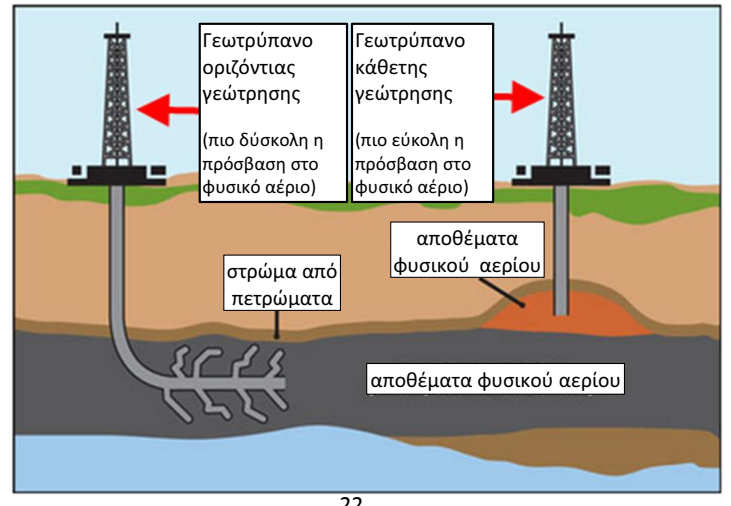 Γεωτρύπανο
οριζόντιας
γεώτρησης
(πιο δύσκολη η
πρόσβαση στο
φυσικό αέριο)
Γεωτρύπανο
κάθετης
γεώτρησης
(πιο εύκολη η
πρόσβαση στο
φυσικό αέριο)
αποθέματα
φυσικού αερίου
στρώμα από
πετρώματα
αποθέματα φυσικού αερίου
22